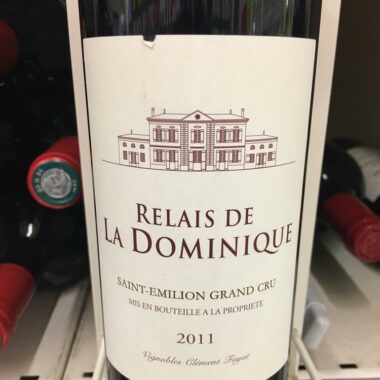 RELAIS DE
LA DOMINIQUE
SAINT-EMILION GRAND CRU
MIS EN BOUTEILLE A LA PROPRIETE
2011
Vignobles Clément Fayat